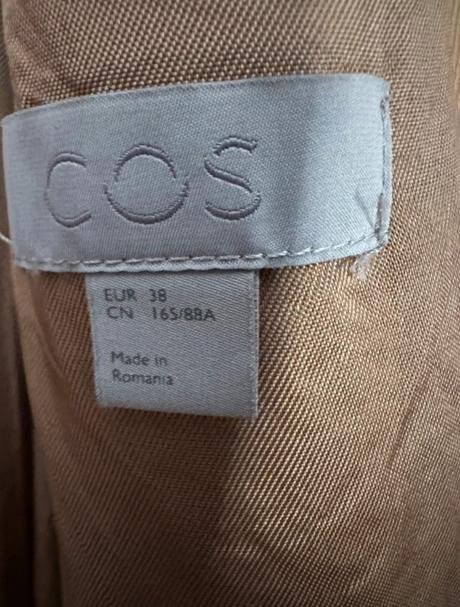 COS
EUR 38
CN 165/88A
Made in
Romania